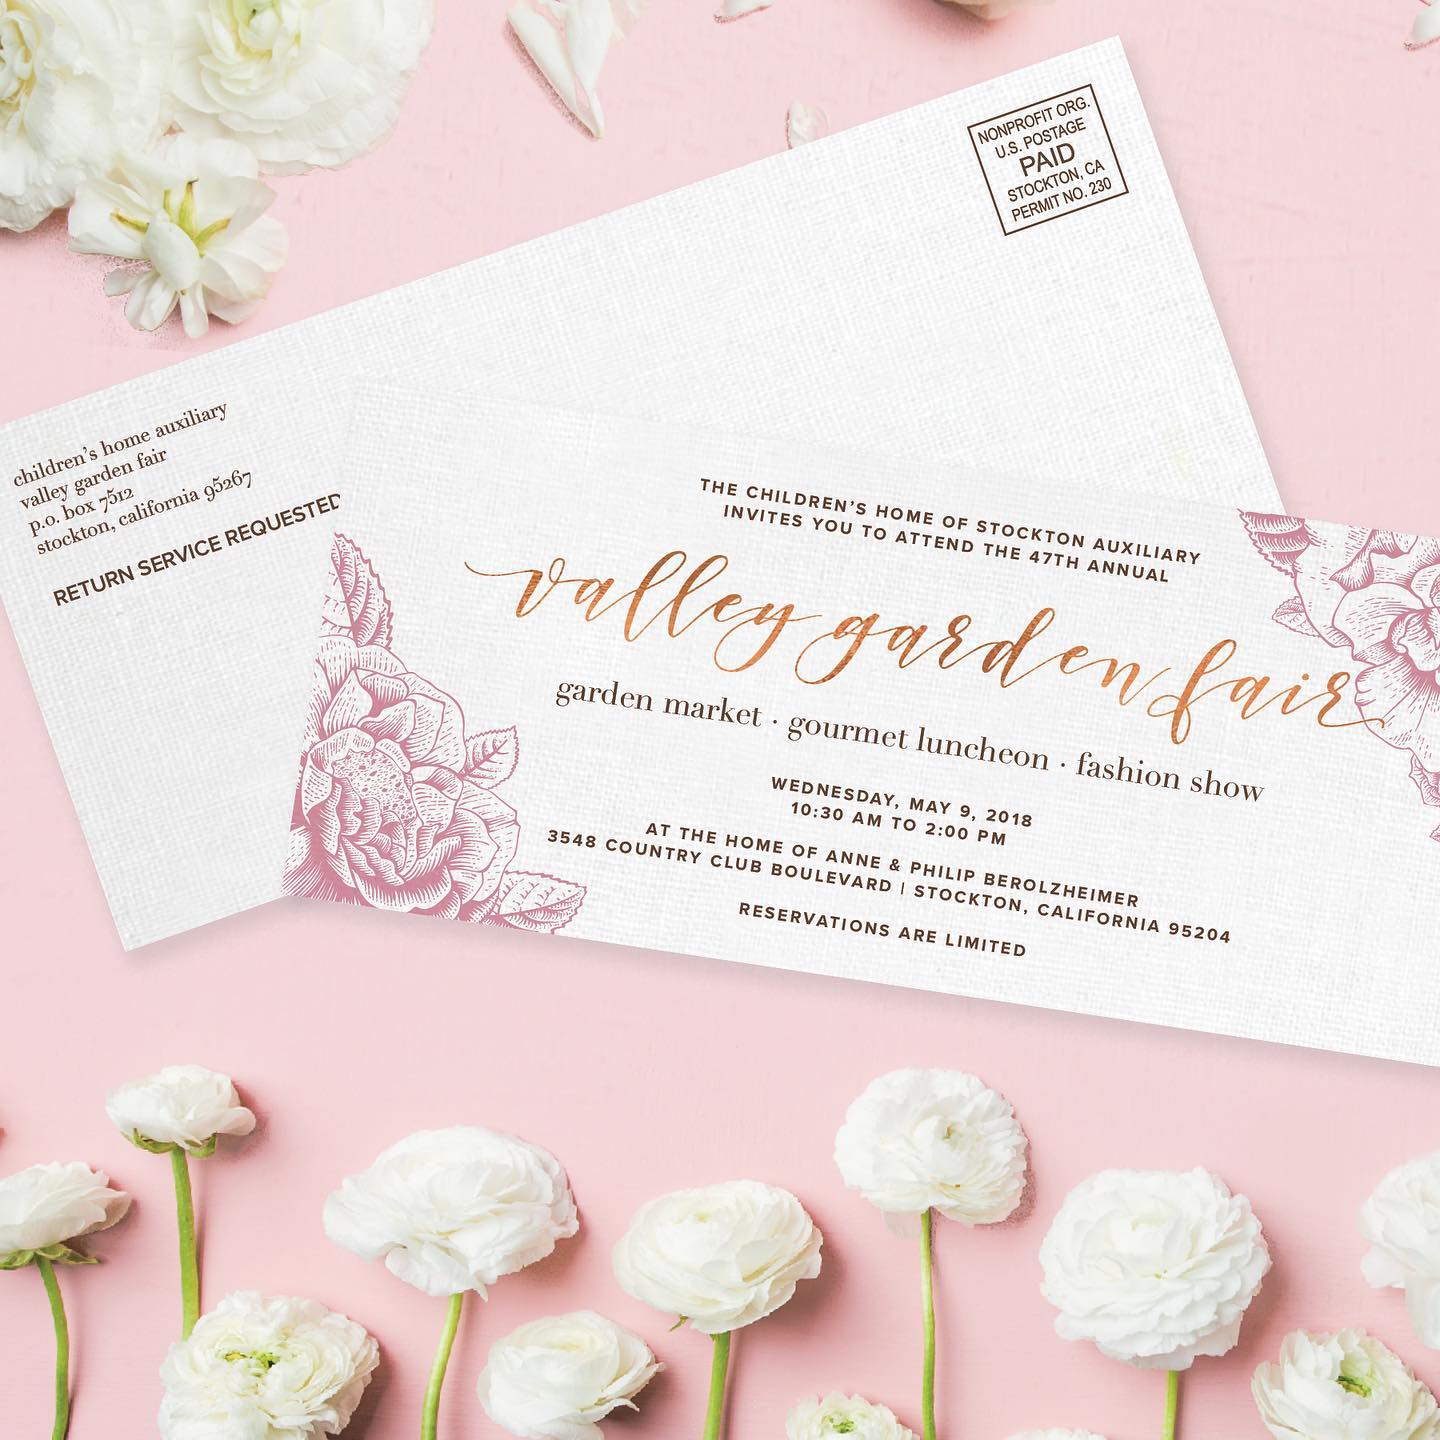 NONPROFIT ORG.
U.S. POSTAGE
PAID
STOCKTON, CA
PERMIT NO. 230
children's home auxiliary
valley garden fair
p.o. box 7512
stockton, california 95267
RETURN SERVICE REQUESTED
THE CHILDREN'S HOME OF STOCKTON AUXILIARY
INVITES YOU TO ATTEND THE 47TH ANNUAL
valley garden fair
garden market · gourmet luncheon · fashion show
WEDNESDAY, MAY 9, 2018
10:30 AM TO 2:00 PM
AT THE HOME OF ANNE & PHILIP BEROLZHEIMER
3548 COUNTRY CLUB BOULEVARD | STOCKTON, CALIFORNIA 95204
RESERVATIONS ARE LIMITED